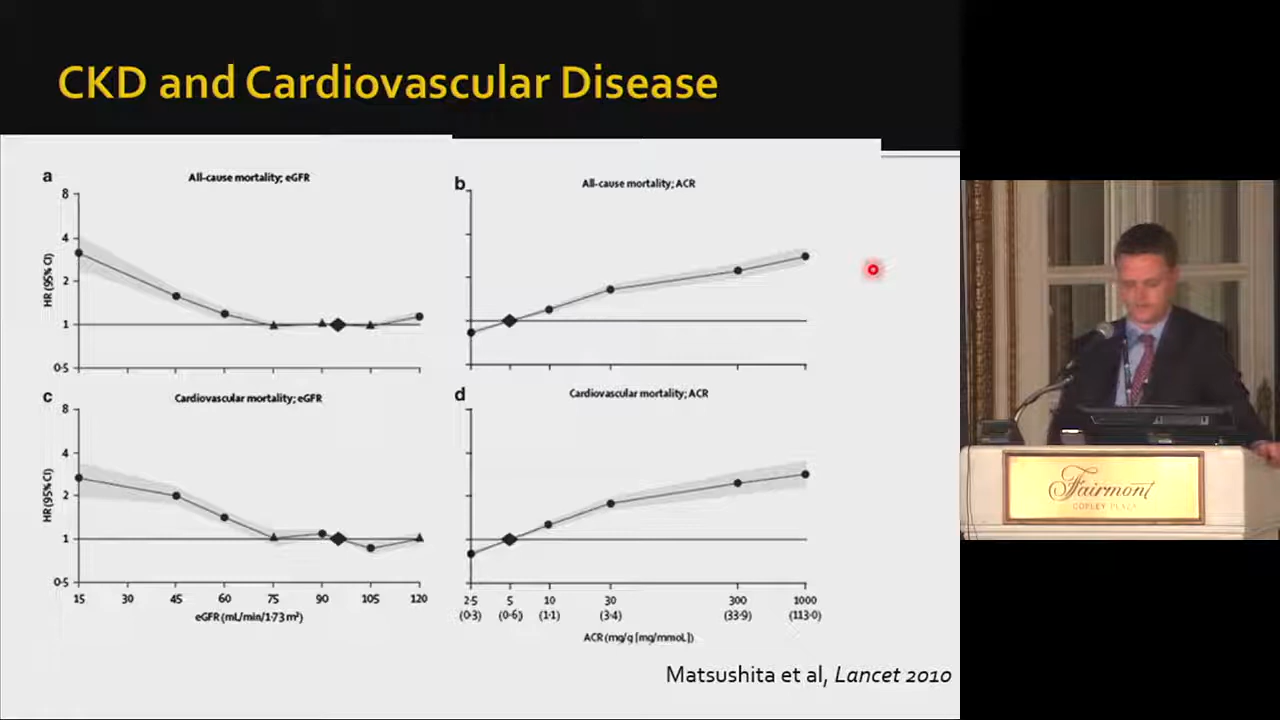 CKD and Cardiovascular Disease
a
All-cause mortality; eGFR
8
4
2
1
0·5
HR (95% CI)
b
All-cause mortality; ACR
c
Cardiovascular mortality; eGFR
8
4
2
1
0·5
HR (95% CI)
15 30 45 60 75 90 105 120
eGFR (mL/min/1·73 m²)
d
Cardiovascular mortality; ACR
2·5 5 10 30 300 1000
(0·3) (0·6) (1·1) (3·4) (33·9) (113·0)
ACR (mg/g [mg/mmoL])
Matsushita et al, Lancet 2010
Fairmont
COPLEY PLAZA